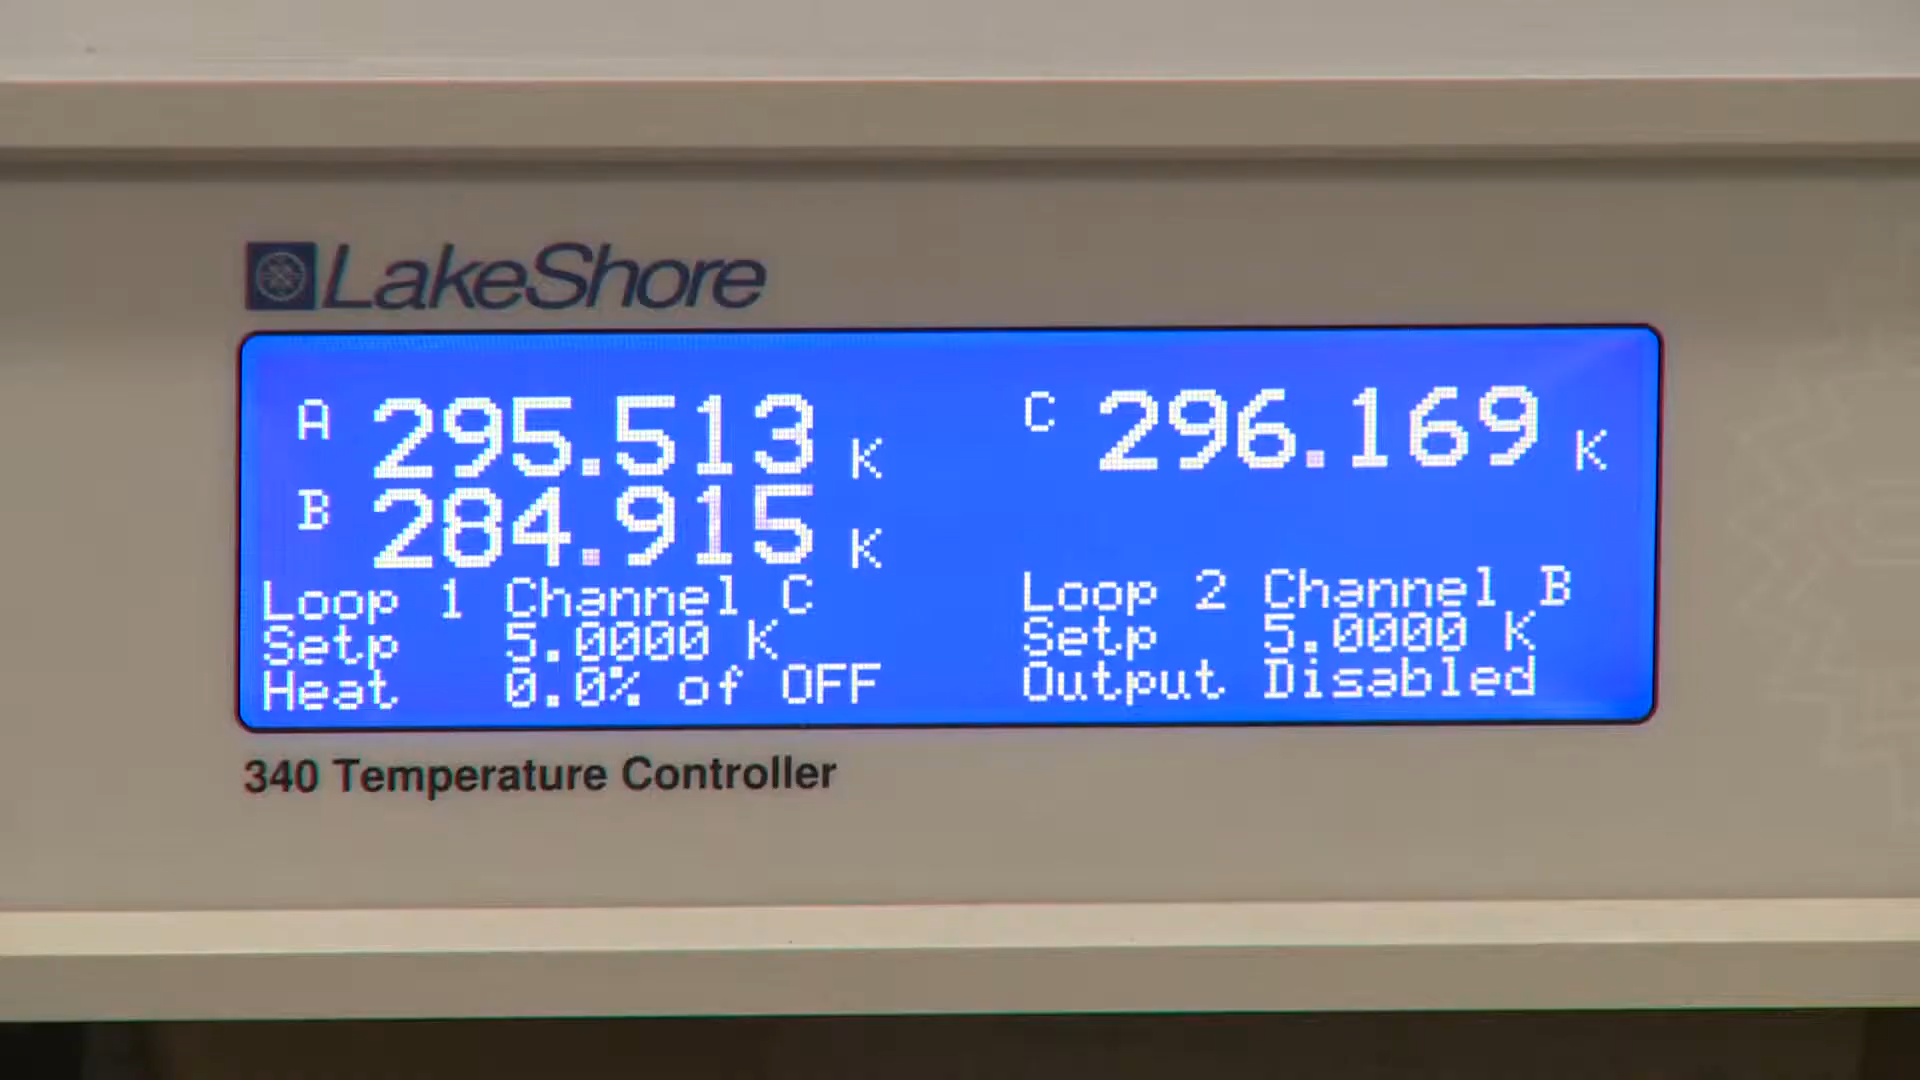 LakeShore
A 295.513 K
C 296.169 K
B 284.915 K
Loop 1 Channel C
Setp 5.0000 K
Heat 0.0% of OFF
Loop 2 Channel B
Setp 5.0000 K
Output Disabled
340 Temperature Controller